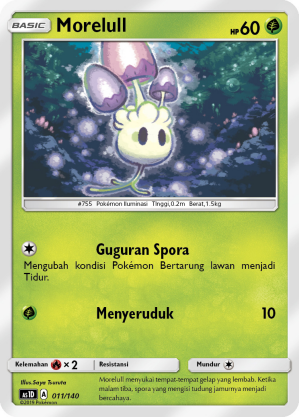 BASIC Morelull HP60
#755 Pokémon Iluminasi Tinggi,0.2m Berat,1.5kg
Guguran Spora
Mengubah kondisi Pokémon Bertarung lawan menjadi
Tidur.
Menyeruduk 10
Kelemahan × 2 Resistansi Mundur
Illus.Saya Tsuruta
AS1D A 011/140
©2019 Pokémon
Morelull menyukai tempat-tempat gelap yang lembap. Ketika
malam tiba, spora yang mengisi tudung jamurnya menjadi
bercahaya.